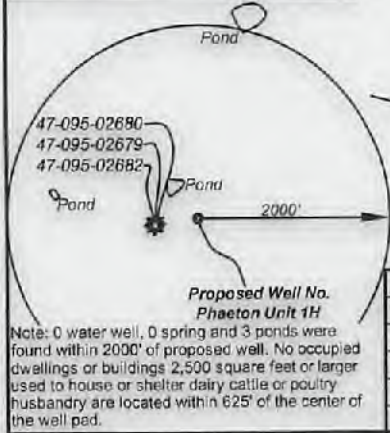 Pond
47-095-02680
47-095-02679
47-095-02682
Pond
Pond
2000'
Proposed Well No.
Phaeton Unit 1H
Note: 0 water well, 0 spring and 3 ponds were
found within 2000' of proposed well. No occupied
dwellings or buildings 2,500 square feet or larger
used to house or shelter dairy cattle or poultry
husbandry are located within 625' of the center of
the well pad.